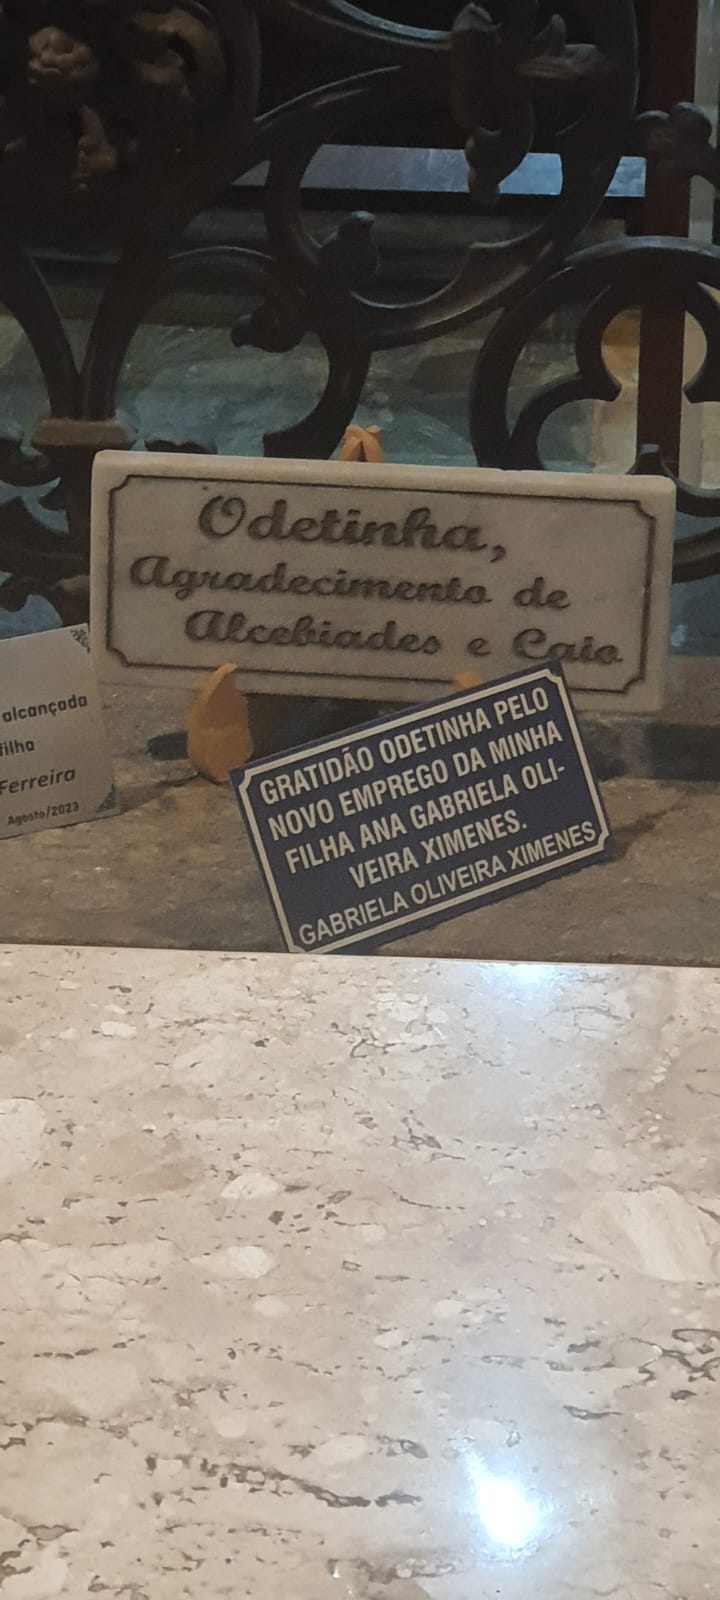 Odetinha,
Agradecimento de
Alcebiades e Caio
alcançada
filha
Ferreira
Agosto/2023
GRATIDÃO ODETINHA PELO
NOVO EMPREGO DA MINHA
FILHA ANA GABRIELA OLI-
VEIRA XIMENES.
GABRIELA OLIVEIRA XIMENES